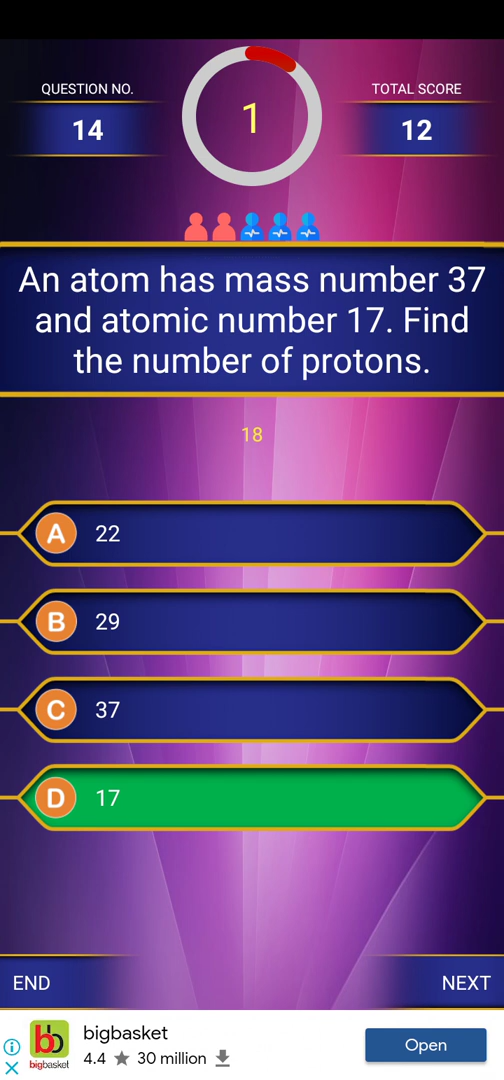 QUESTION NO.
14
1
TOTAL SCORE
12
An atom has mass number 37
and atomic number 17. Find
the number of protons.
18
A 22
B 29
C 37
D 17
END
NEXT
bb
bigbasket
bigbasket
4.4 ★ 30 million
Open